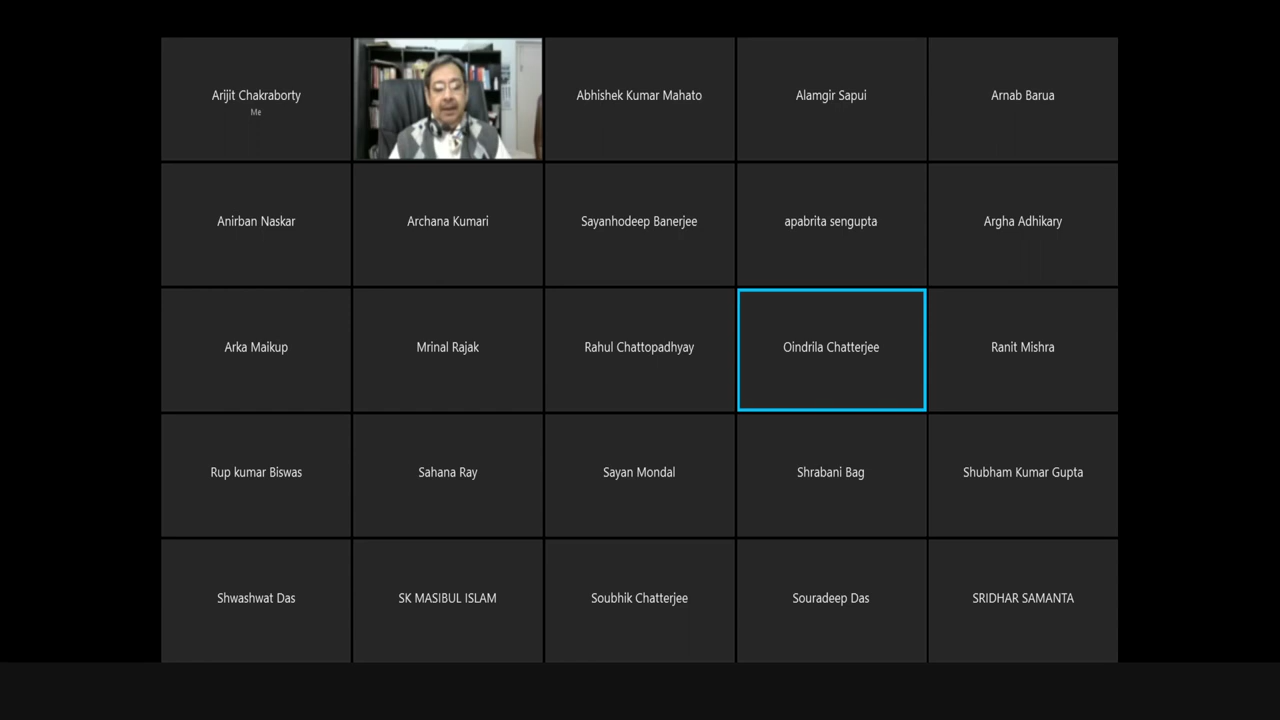 Arijit Chakraborty
Me
Abhishek Kumar Mahato
Alamgir Sapui
Arnab Barua
Anirban Naskar
Archana Kumari
Sayanhodeep Banerjee
apabrita sengupta
Argha Adhikary
Arka Maikup
Mrinal Rajak
Rahul Chattopadhyay
Oindrila Chatterjee
Ranit Mishra
Rup kumar Biswas
Sahana Ray
Sayan Mondal
Shrabani Bag
Shubham Kumar Gupta
Shwashwat Das
SK MASIBUL ISLAM
Soubhik Chatterjee
Souradeep Das
SRIDHAR SAMANTA